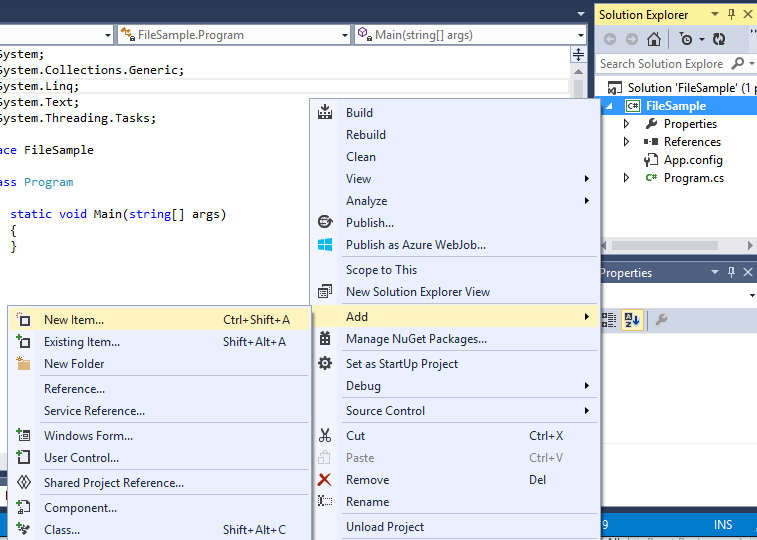 Solution Explorer
FileSample.Program
Main(string[] args)
Search Solution Explore
System;
System.Collections.Generic;
System.Linq;
System.Text;
System.Threading.Tasks;
ace FileSample
ass Program
static void Main(string[] args)
{
}
Solution 'FileSample' (1 p
FileSample
Properties
References
App.config
C# Program.cs
Build
Rebuild
Clean
View
Analyze
Publish...
Publish as Azure WebJob...
Scope to This
New Solution Explorer View
Add
Manage NuGet Packages...
Set as StartUp Project
Debug
Source Control
Cut Ctrl+X
Paste Ctrl+V
Remove Del
Rename
Unload Project
New Item... Ctrl+Shift+A
Existing Item... Shift+Alt+A
New Folder
Reference...
Service Reference...
Windows Form...
User Control...
Shared Project Reference...
Component...
Class... Shift+Alt+C
Properties
9
INS